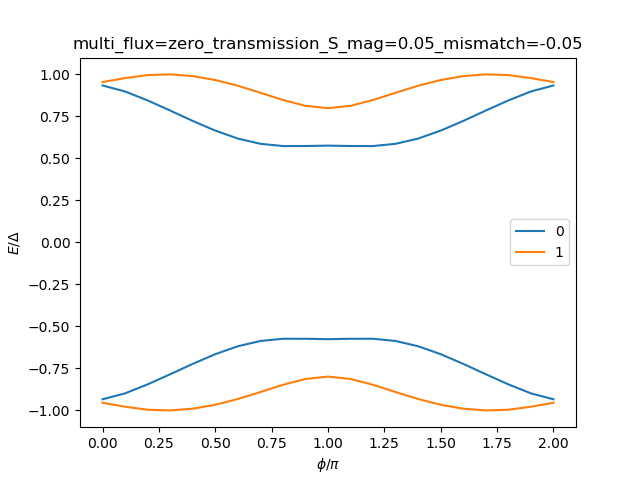 multi_flux=zero_transmission_S_mag=0.05_mismatch=-0.05
1.00
0.75
0.50
0.25
0.00
−0.25
−0.50
−0.75
−1.00
E/Δ
0
1
0.00 0.25 0.50 0.75 1.00 1.25 1.50 1.75 2.00
ϕ/π